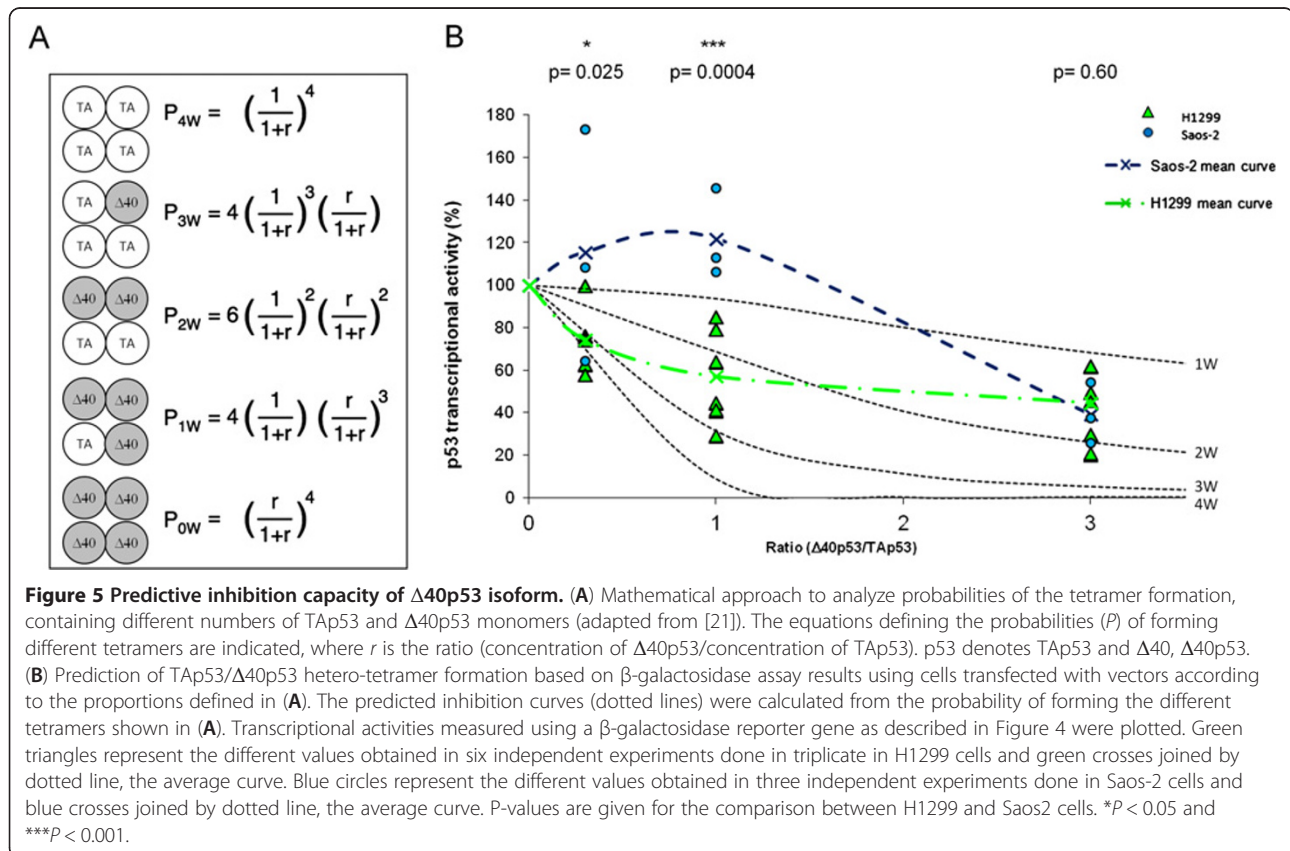 A
TA TA
TA TA
P4W = (1/1+r)^4
TA Δ40
TA TA
P3W = 4 (1/1+r)^3 (r/1+r)
Δ40 Δ40
TA TA
P2W = 6 (1/1+r)^2 (r/1+r)^2
Δ40 Δ40
TA Δ40
P1W = 4 (1/1+r) (r/1+r)^3
Δ40 Δ40
Δ40 Δ40
P0W = (r/1+r)^4
B
* ***
p= 0.025 p= 0.0004 p= 0.60
H1299
Saos-2
Saos-2 mean curve
H1299 mean curve
p53 transcriptional activity (%)
180
160
140
120
100
80
60
40
20
0
1W
2W
3W
4W
0 1 2 3
Ratio (Δ40p53/TAp53)
Figure 5 Predictive inhibition capacity of Δ40p53 isoform. (A) Mathematical approach to analyze probabilities of the tetramer formation,
containing different numbers of TAp53 and Δ40p53 monomers (adapted from [21]). The equations defining the probabilities (P) of forming
different tetramers are indicated, where r is the ratio (concentration of Δ40p53/concentration of TAp53). p53 denotes TAp53 and Δ40, Δ40p53.
(B) Prediction of TAp53/Δ40p53 hetero-tetramer formation based on β-galactosidase assay results using cells transfected with vectors according
to the proportions defined in (A). The predicted inhibition curves (dotted lines) were calculated from the probability of forming the different
tetramers shown in (A). Transcriptional activities measured using a β-galactosidase reporter gene as described in Figure 4 were plotted. Green
triangles represent the different values obtained in six independent experiments done in triplicate in H1299 cells and green crosses joined by
dotted line, the average curve. Blue circles represent the different values obtained in three independent experiments done in Saos-2 cells and
blue crosses joined by dotted line, the average curve. P-values are given for the comparison between H1299 and Saos2 cells. *P < 0.05 and
***P < 0.001.